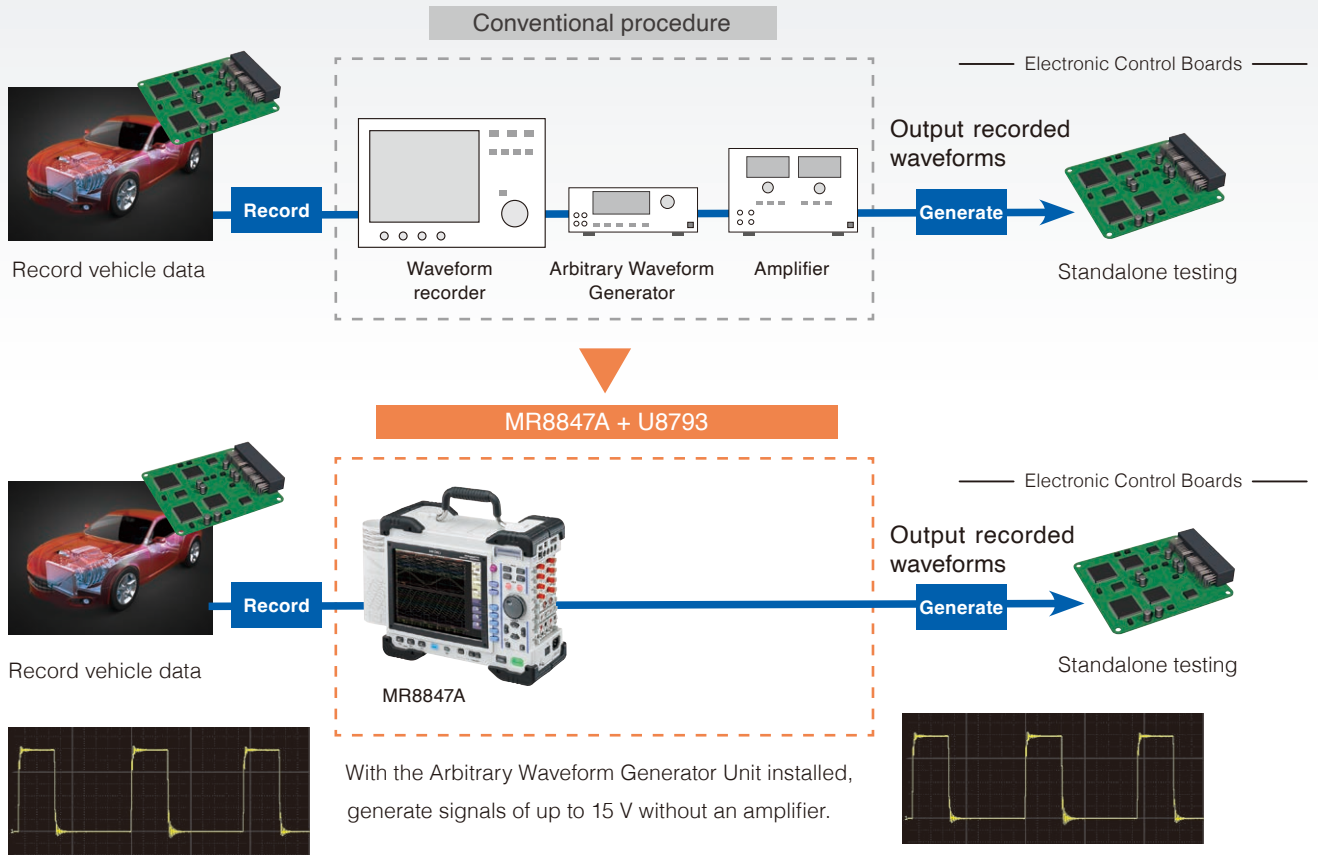 Conventional procedure
Electronic Control Boards
Output recorded
waveforms
Record
Generate
Record vehicle data
Waveform
recorder
Arbitrary Waveform
Generator
Amplifier
Standalone testing
MR8847A + U8793
Electronic Control Boards
Output recorded
waveforms
Record
Generate
Record vehicle data
MR8847A
Standalone testing
With the Arbitrary Waveform Generator Unit installed,
generate signals of up to 15 V without an amplifier.